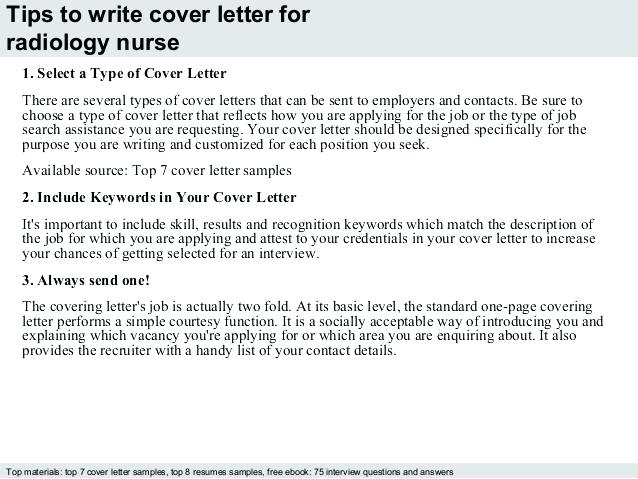 Tips to write cover letter for
radiology nurse
1. Select a Type of Cover Letter
There are several types of cover letters that can be sent to employers and contacts. Be sure to
choose a type of cover letter that reflects how you are applying for the job or the type of job
search assistance you are requesting. Your cover letter should be designed specifically for the
purpose you are writing and customized for each position you seek.
Available source: Top 7 cover letter samples
2. Include Keywords in Your Cover Letter
It's important to include skill, results and recognition keywords which match the description of
the job for which you are applying and attest to your credentials in your cover letter to increase
your chances of getting selected for an interview.
3. Always send one!
The covering letter's job is actually two fold. At its basic level, the standard one-page covering
letter performs a simple courtesy function. It is a socially acceptable way of introducing you and
explaining which vacancy you're applying for or which area you are enquiring about. It also
provides the recruiter with a handy list of your contact details.
Top materials: top 7 cover letter samples, top 8 resumes samples, free ebook: 75 interview questions and answers